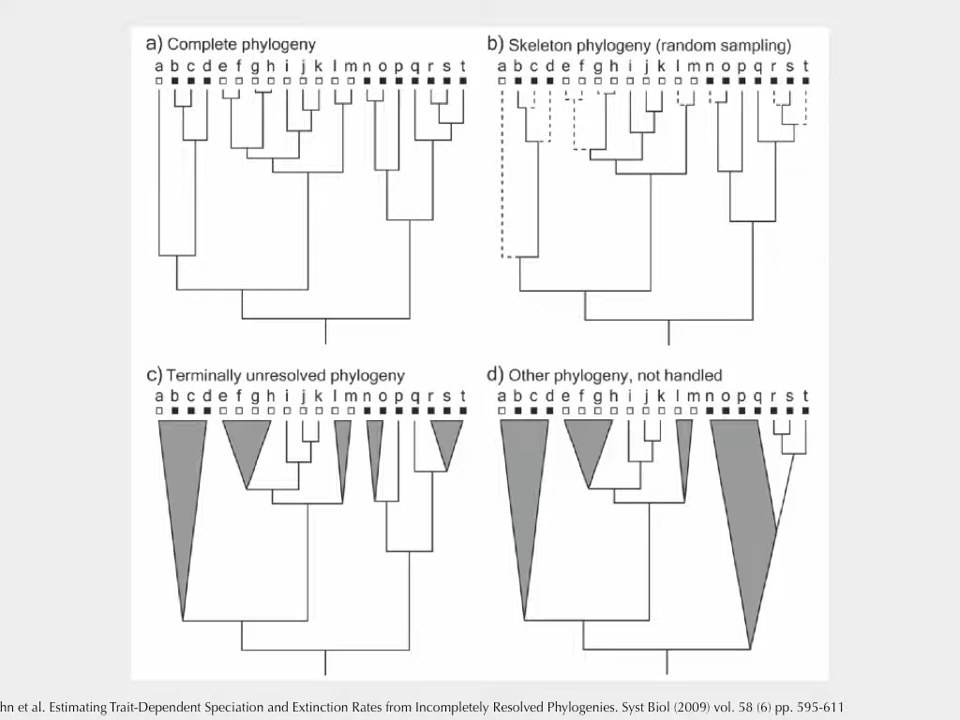 a) Complete phylogeny
a b c d e f g h i j k l m n o p q r s t
b) Skeleton phylogeny (random sampling)
a b c d e f g h i j k l m n o p q r s t
c) Terminally unresolved phylogeny
a b c d e f g h i j k l m n o p q r s t
d) Other phylogeny, not handled
a b c d e f g h i j k l m n o p q r s t
hn et al. Estimating Trait-Dependent Speciation and Extinction Rates from Incompletely Resolved Phylogenies. Syst Biol (2009) vol. 58 (6) pp. 595-611